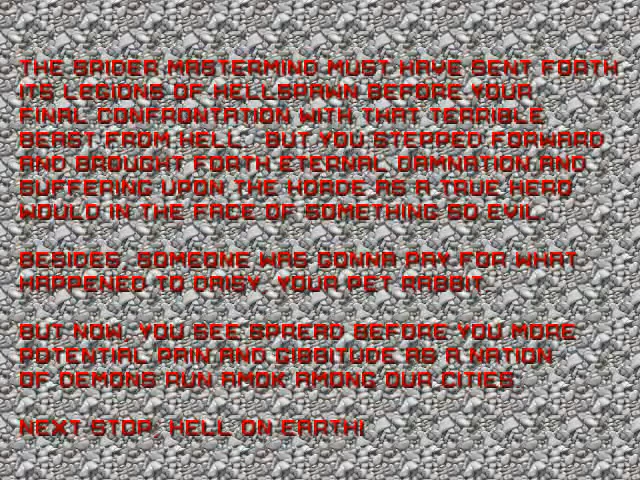 THE SPIDER MASTERMIND MUST HAVE SENT FORTH
ITS LEGIONS OF HELLSPAWN BEFORE YOUR
FINAL CONFRONTATION WITH THAT TERRIBLE
BEAST FROM HELL. BUT YOU STEPPED FORWARD
AND BROUGHT FORTH ETERNAL DAMNATION AND
SUFFERING UPON THE HORDE AS A TRUE HERO
WOULD IN THE FACE OF SOMETHING SO EVIL.
BESIDES, SOMEONE WAS GONNA PAY FOR WHAT
HAPPENED TO DAISY, YOUR PET RABBIT.
BUT NOW, YOU SEE SPREAD BEFORE YOU MORE
POTENTIAL PAIN AND GIBBITUDE AS A NATION
OF DEMONS RUN AMOK AMONG OUR CITIES.
NEXT STOP, HELL ON EARTH!